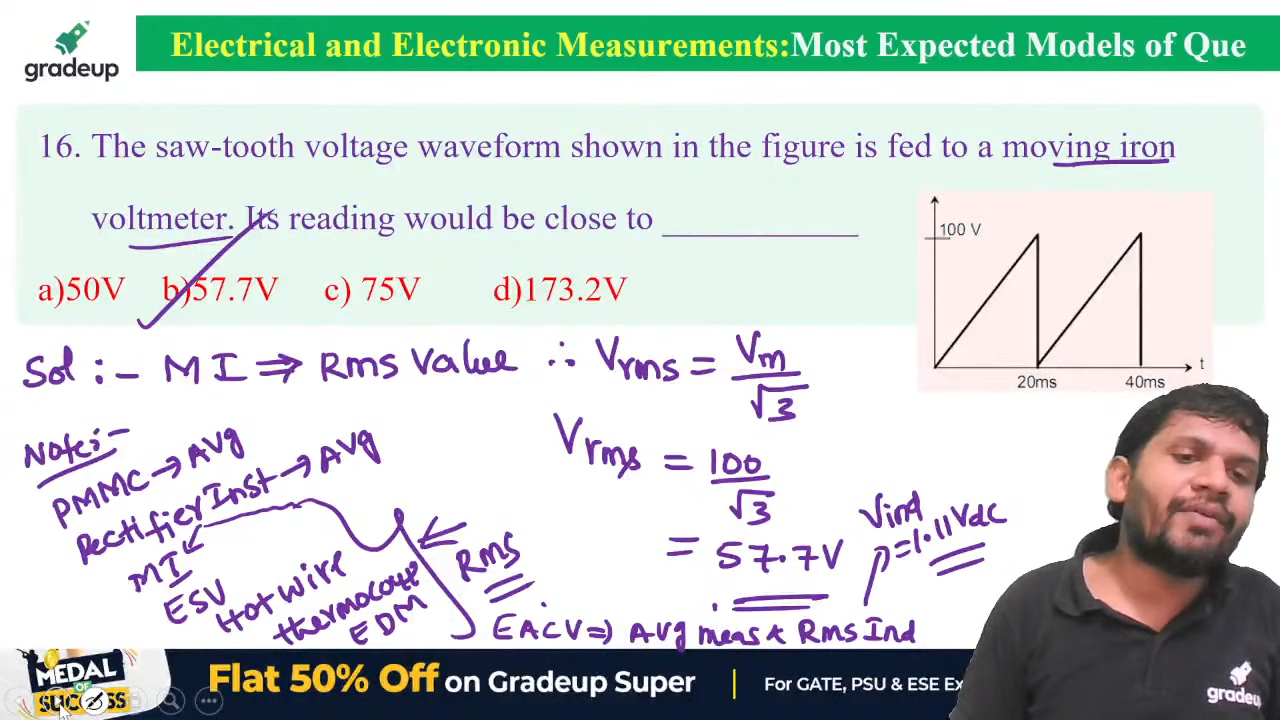 gradeup
Electrical and Electronic Measurements:Most Expected Models of Que
16. The saw-tooth voltage waveform shown in the figure is fed to a moving iron
voltmeter. Its reading would be close to ___________
a)50V b)57.7V c) 75V d)173.2V
100 V
t
20ms 40ms
Sol :- MI ⇒ Rms Value ∴ Vrms = Vm/√3
Vrms = 100/√3
= 57.7V
Note:-
PMMC → AVg
Rectifier Inst → AVg
MI
ESV
Hot wire
EDM
Rms
EACV ⇒ AVg meas & Rms Ind
Vind
= 1.11Vdc
gradeup
MEDAL
OF
SUCCESS
Flat 50% Off on Gradeup Super | For GATE, PSU & ESE Ex